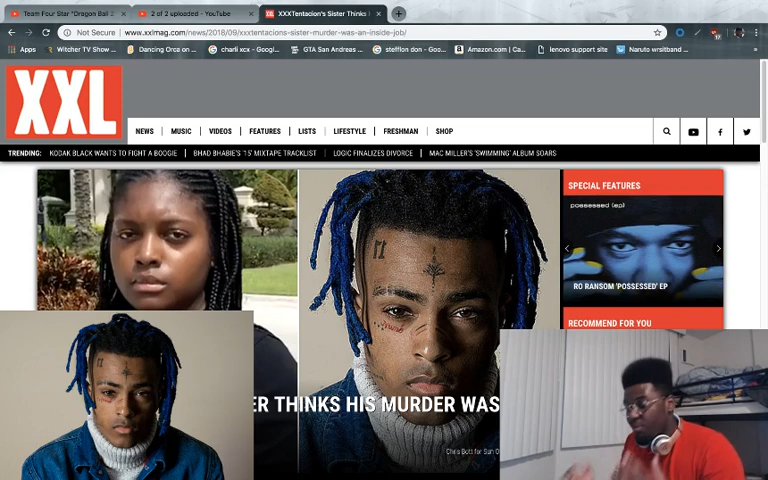 Team Four Star "Dragon Ball Z
2 of 2 uploaded - YouTube
XXXTentacion's Sister Thinks
Not Secure | www.xxlmag.com/news/2018/09/xxxtentacions-sister-murder-was-an-inside-job/
Apps
Witcher TV Show ...
Dancing Orca on ...
charli xcx - Googl...
GTA San Andreas ...
stefflon don - Goo...
Amazon.com | Ca...
lenovo support site
Naruto wrsitband ...
XXL
NEWS | MUSIC | VIDEOS | FEATURES | LISTS | LIFESTYLE | FRESHMAN | SHOP
TRENDING: KODAK BLACK WANTS TO FIGHT A BOOGIE | BHAD BHABIE'S '15' MIXTAPE TRACKLIST | LOGIC FINALIZES DIVORCE | MAC MILLER'S 'SWIMMING' ALBUM SOARS
SPECIAL FEATURES
possessed (ep)
RO RANSOM 'POSSESSED' EP
RECOMMEND FOR YOU
ER THINKS HIS MURDER WAS